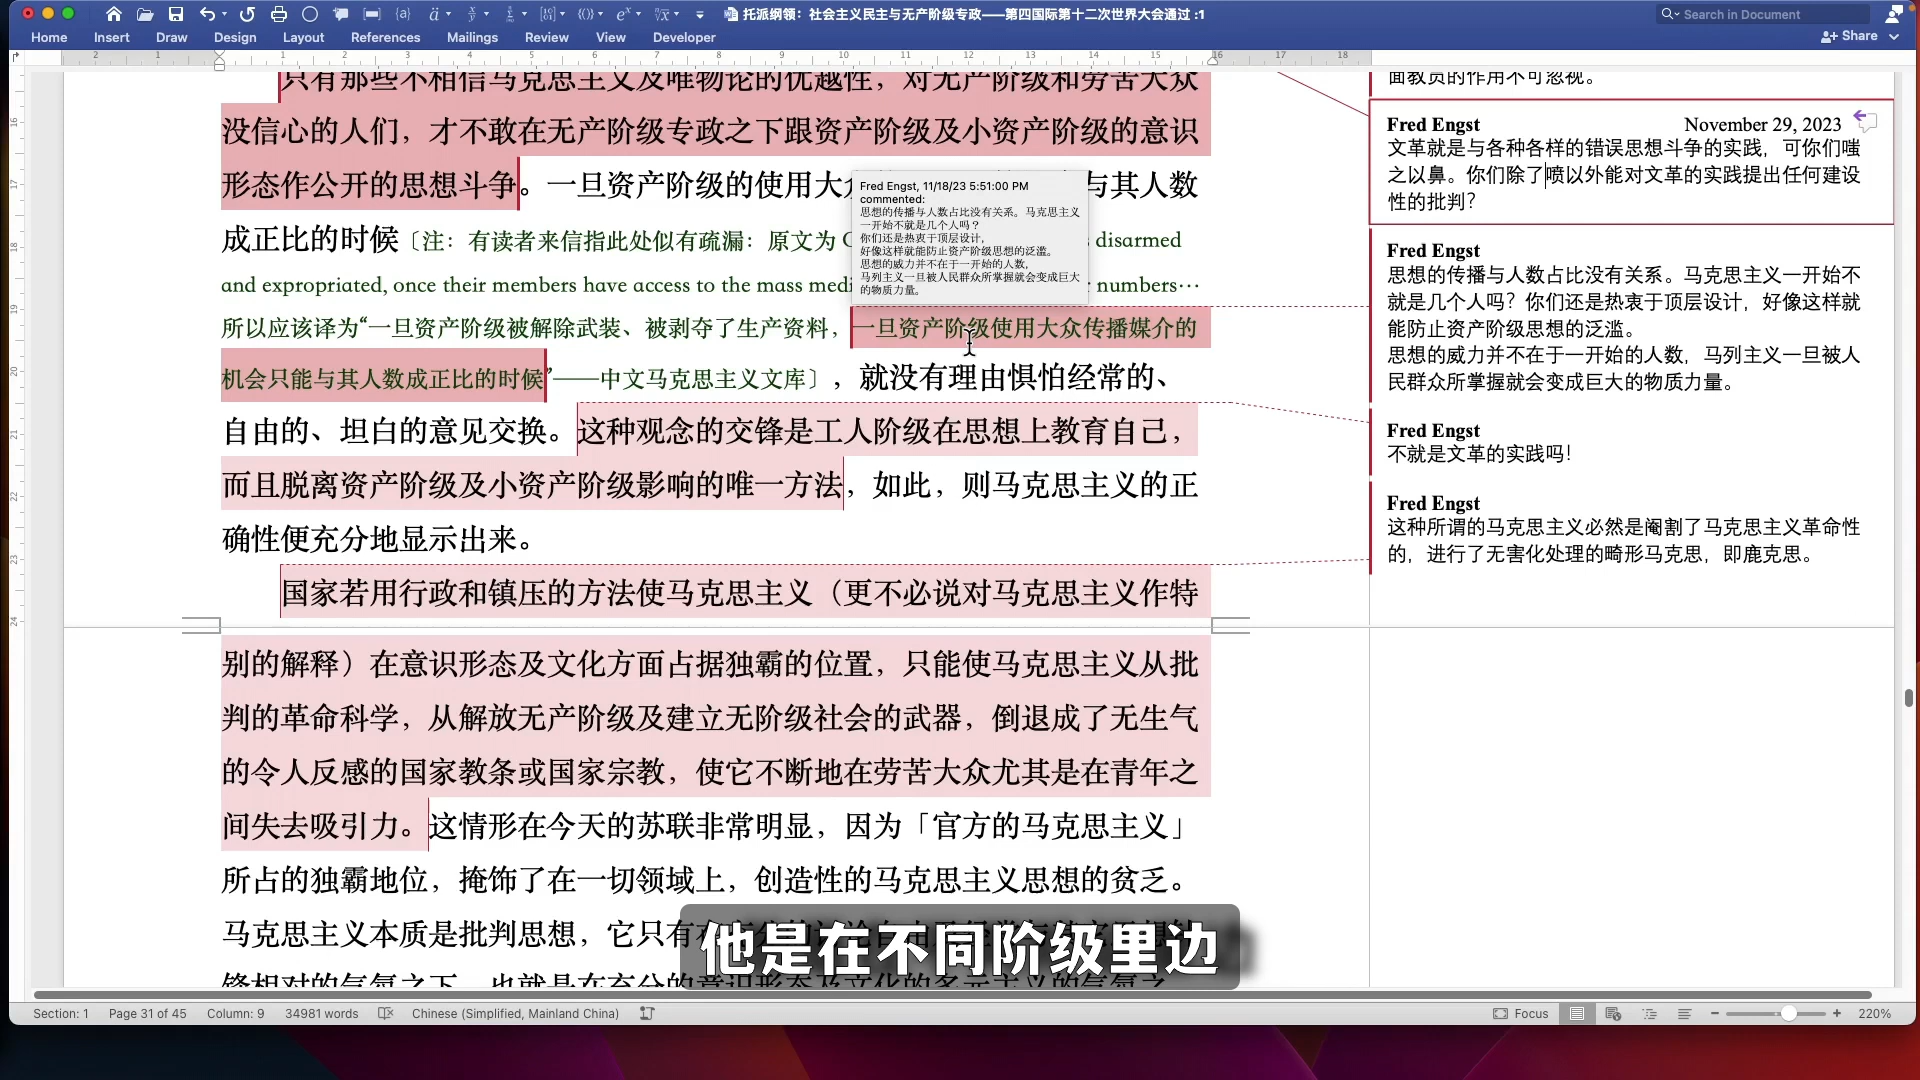 托派纲领：社会主义民主与无产阶级专政——第四国际第十二次世界大会通过 :1
Search in Document
Home Insert Draw Design Layout References Mailings Review View Developer
Share
只有那些不相信马克思主义及唯物论的优越性，对无产阶级和劳苦大众
没信心的人们，才不敢在无产阶级专政之下跟资产阶级及小资产阶级的意识
形态作公开的思想斗争。一旦资产阶级的使用大
与其人数
成正比的时候〔注：有读者来信指此处似有疏漏：原文为
s disarmed
and expropriated, once their members have access to the mass medi
r numbers…
所以应该译为“一旦资产阶级被解除武装、被剥夺了生产资料，一旦资产阶级使用大众传播媒介的
机会只能与其人数成正比的时候”——中文马克思主义文库〕，就没有理由惧怕经常的、
自由的、坦白的意见交换。这种观念的交锋是工人阶级在思想上教育自己，
而且脱离资产阶级及小资产阶级影响的唯一方法，如此，则马克思主义的正
确性便充分地显示出来。
国家若用行政和镇压的方法使马克思主义（更不必说对马克思主义作特
别的解释）在意识形态及文化方面占据独霸的位置，只能使马克思主义从批
判的革命科学，从解放无产阶级及建立无阶级社会的武器，倒退成了无生气
的令人反感的国家教条或国家宗教，使它不断地在劳苦大众尤其是在青年之
间失去吸引力。这情形在今天的苏联非常明显，因为「官方的马克思主义」
所占的独霸地位，掩饰了在一切领域上，创造性的马克思主义思想的贫乏。
马克思主义本质是批判思想，它只有
Fred Engst, 11/18/23 5:51:00 PM
commented:
思想的传播与人数占比没有关系。马克思主义
一开始不就是几个人吗？
你们还是热衷于顶层设计，
好像这样就能防止资产阶级思想的泛滥。
思想的威力并不在于一开始的人数，
马列主义一旦被人民群众所掌握就会变成巨大
的物质力量。
面教员的作用不可忽视。
Fred Engst November 29, 2023
文革就是与各种各样的错误思想斗争的实践，可你们嗤
之以鼻。你们除了喷以外能对文革的实践提出任何建设
性的批判？
Fred Engst
思想的传播与人数占比没有关系。马克思主义一开始不
就是几个人吗？你们还是热衷于顶层设计，好像这样就
能防止资产阶级思想的泛滥。
思想的威力并不在于一开始的人数，马列主义一旦被人
民群众所掌握就会变成巨大的物质力量。
Fred Engst
不就是文革的实践吗！
Fred Engst
这种所谓的马克思主义必然是阉割了马克思主义革命性
的，进行了无害化处理的畸形马克思，即鹿克思。
他是在不同阶级里边
Section: 1 Page 31 of 45 Column: 9 34981 words Chinese (Simplified, Mainland China) Focus 220%